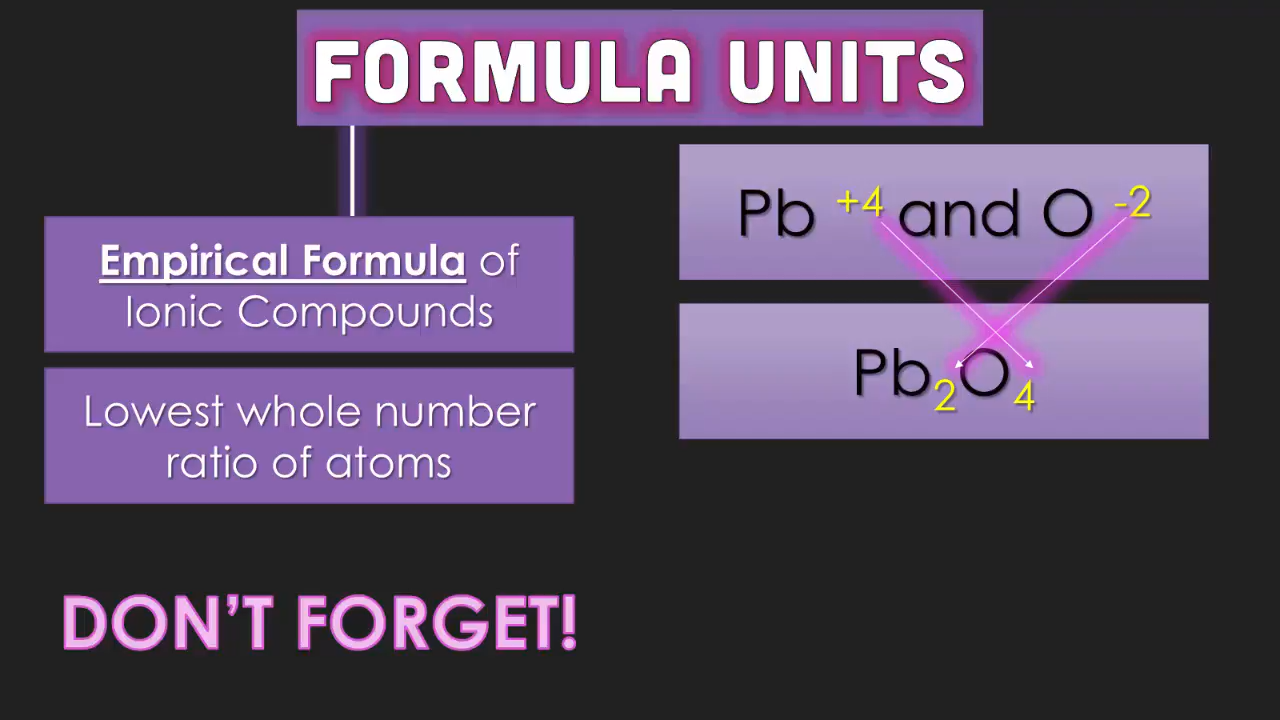 FORMULA UNITS
Empirical Formula of
Ionic Compounds
Lowest whole number
ratio of atoms
DON'T FORGET!
Pb +4 and O -2
Pb2O4